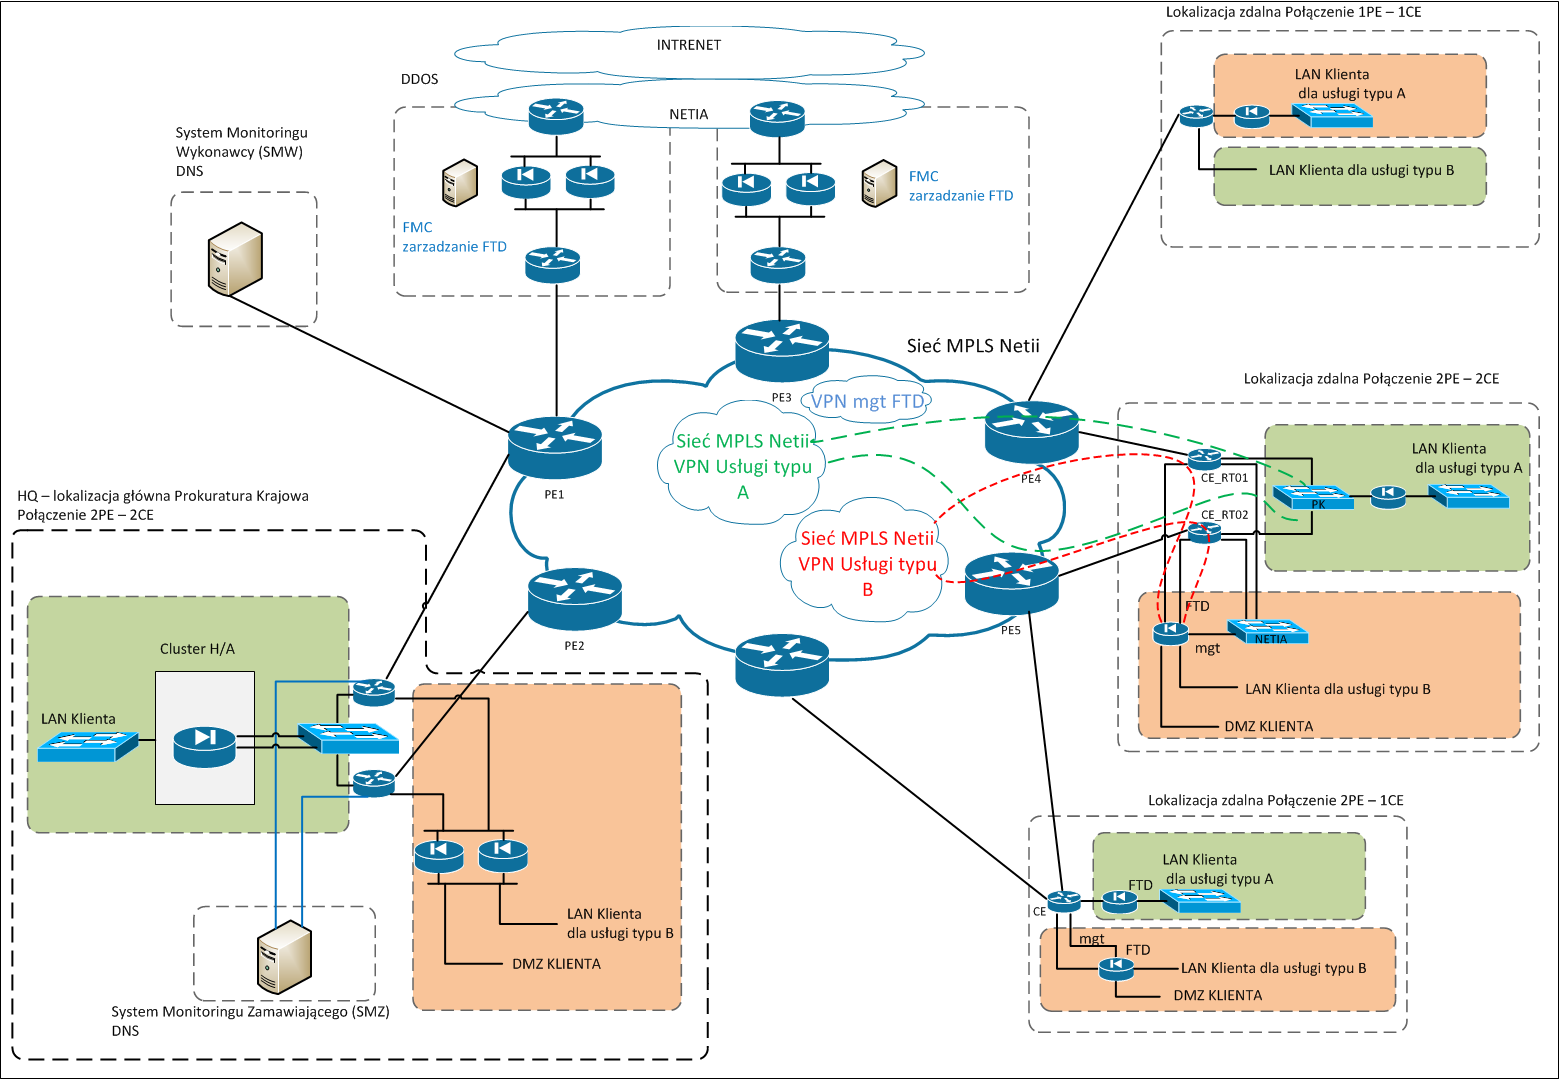 INTRENET
DDOS
NETIA
System Monitoringu
Wykonawcy (SMW)
DNS
FMC
zarzadzanie FTD
FMC
zarzadzanie FTD
Lokalizacja zdalna Połączenie 1PE – 1CE
LAN Klienta
dla usługi typu A
LAN Klienta dla usługi typu B
Sieć MPLS Netii
PE3
VPN mgt FTD
Sieć MPLS Netii
VPN Usługi typu
A
Sieć MPLS Netii
VPN Usługi typu
B
PE1
PE2
PE4
PE5
Lokalizacja zdalna Połączenie 2PE – 2CE
CE_RT01
CE_RT02
LAN Klienta
dla usługi typu A
PK
FTD
mgt
NETIA
LAN Klienta dla usługi typu B
DMZ KLIENTA
HQ – lokalizacja główna Prokuratura Krajowa
Połączenie 2PE – 2CE
Cluster H/A
LAN Klienta
LAN Klienta
dla usługi typu B
DMZ KLIENTA
System Monitoringu Zamawiającego (SMZ)
DNS
Lokalizacja zdalna Połączenie 2PE – 1CE
LAN Klienta
dla usługi typu A
FTD
CE
mgt
FTD
LAN Klienta dla usługi typu B
DMZ KLIENTA